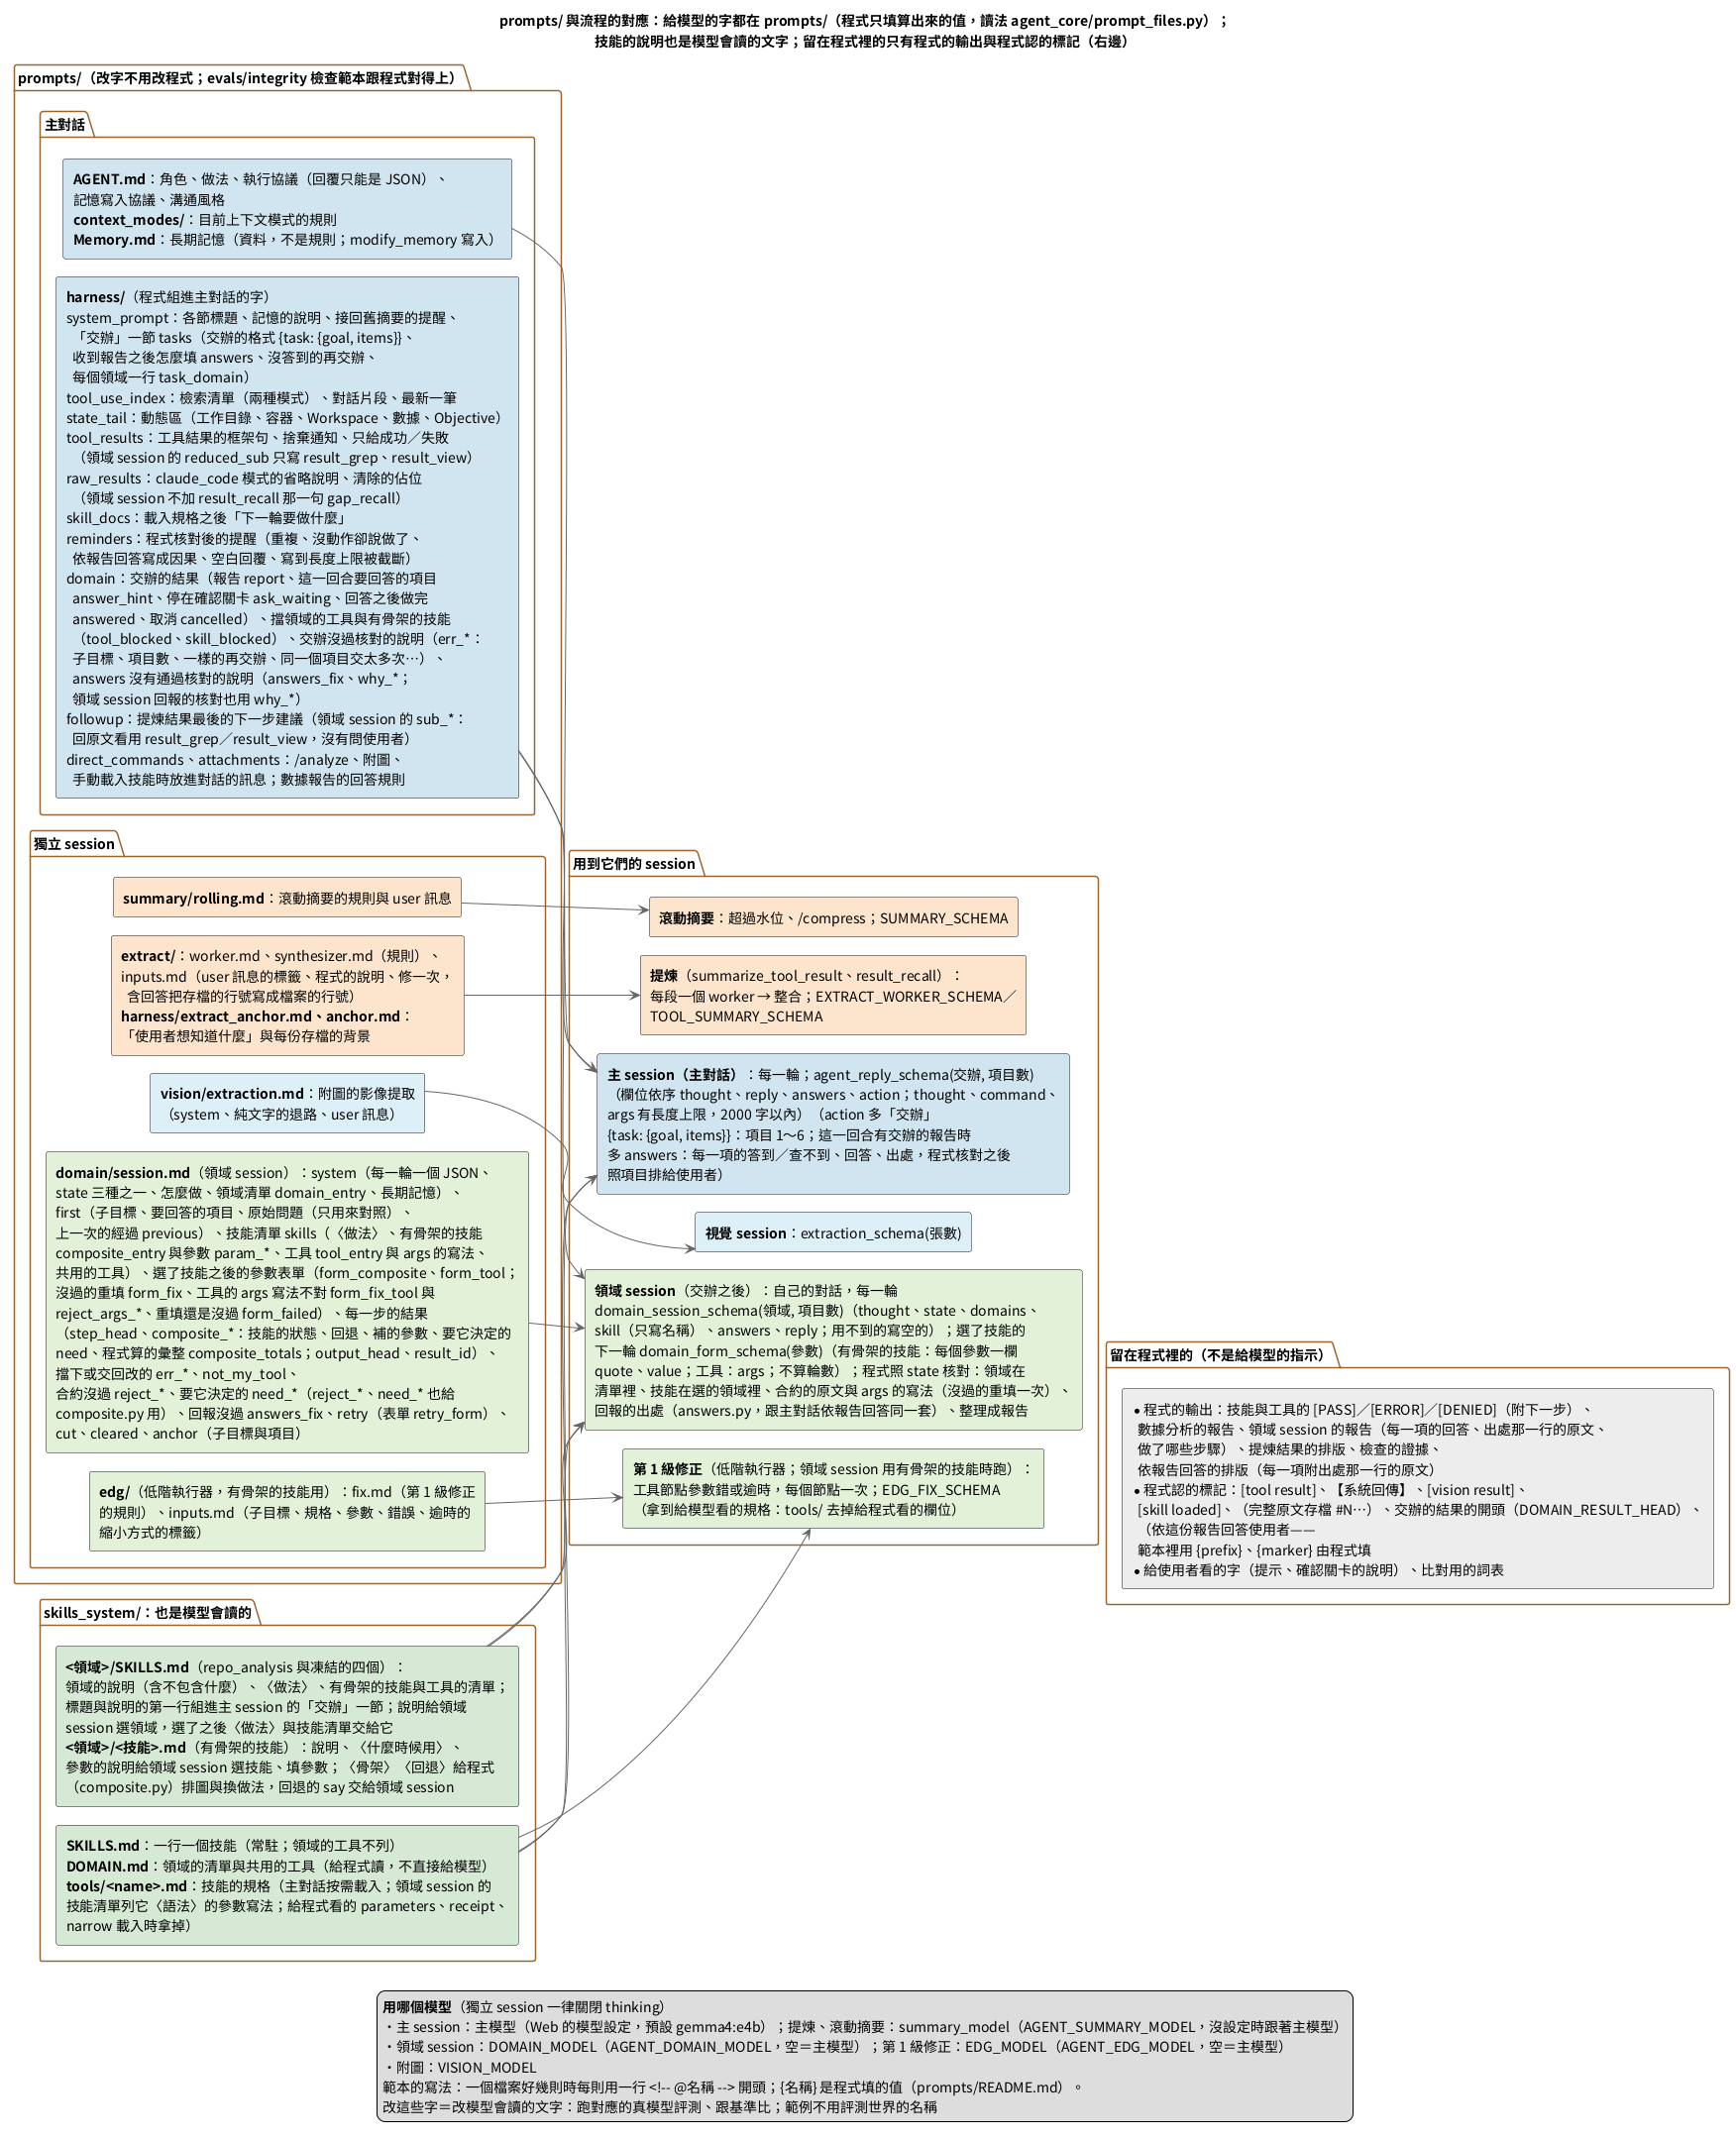 prompts/ 與流程的對應：給模型的字都在 prompts/（程式只填算出來的值，讀法 agent_core/prompt_files.py）；
技能的說明也是模型會讀的文字；留在程式裡的只有程式的輸出與程式認的標記（右邊）
prompts/（改字不用改程式；evals/integrity 檢查範本跟程式對得上）
主對話
AGENT.md：角色、做法、執行協議（回覆只能是 JSON）、
記憶寫入協議、溝通風格
context_modes/：目前上下文模式的規則
Memory.md：長期記憶（資料，不是規則；modify_memory 寫入）
harness/（程式組進主對話的字）
system_prompt：各節標題、記憶的說明、接回舊摘要的提醒、
「交辦」一節 tasks（交辦的格式 {task: {goal, items}}、
收到報告之後怎麼填 answers、沒答到的再交辦、
每個領域一行 task_domain）
tool_use_index：檢索清單（兩種模式）、對話片段、最新一筆
state_tail：動態區（工作目錄、容器、Workspace、數據、Objective）
tool_results：工具結果的框架句、捨棄通知、只給成功／失敗
（領域 session 的 reduced_sub 只寫 result_grep、result_view）
raw_results：claude_code 模式的省略說明、清除的佔位
（領域 session 不加 result_recall 那一句 gap_recall）
skill_docs：載入規格之後「下一輪要做什麼」
reminders：程式核對後的提醒（重複、沒動作卻說做了、
依報告回答寫成因果、空白回覆、寫到長度上限被截斷）
domain：交辦的結果（報告 report、這一回合要回答的項目
answer_hint、停在確認關卡 ask_waiting、回答之後做完
answered、取消 cancelled）、擋領域的工具與有骨架的技能
（tool_blocked、skill_blocked）、交辦沒過核對的說明（err_*：
子目標、項目數、一樣的再交辦、同一個項目交太多次…）、
answers 沒有通過核對的說明（answers_fix、why_*；
領域 session 回報的核對也用 why_*）
followup：提煉結果最後的下一步建議（領域 session 的 sub_*：
回原文看用 result_grep／result_view，沒有問使用者）
direct_commands、attachments：/analyze、附圖、
手動載入技能時放進對話的訊息；數據報告的回答規則
獨立 session
summary/rolling.md：滾動摘要的規則與 user 訊息
extract/：worker.md、synthesizer.md（規則）、
inputs.md（user 訊息的標籤、程式的說明、修一次，
含回答把存檔的行號寫成檔案的行號）
harness/extract_anchor.md、anchor.md：
「使用者想知道什麼」與每份存檔的背景
vision/extraction.md：附圖的影像提取
（system、純文字的退路、user 訊息）
domain/session.md（領域 session）：system（每一輪一個 JSON、
state 三種之一、怎麼做、領域清單 domain_entry、長期記憶）、
first（子目標、要回答的項目、原始問題（只用來對照）、
上一次的經過 previous）、技能清單 skills（〈做法〉、有骨架的技能
composite_entry 與參數 param_*、工具 tool_entry 與 args 的寫法、
共用的工具）、選了技能之後的參數表單（form_composite、form_tool；
沒過的重填 form_fix、工具的 args 寫法不對 form_fix_tool 與
reject_args_*、重填還是沒過 form_failed）、每一步的結果
（step_head、composite_*：技能的狀態、回退、補的參數、要它決定的
need、程式算的彙整 composite_totals；output_head、result_id）、
擋下或交回改的 err_*、not_my_tool、
合約沒過 reject_*、要它決定的 need_*（reject_*、need_* 也給
composite.py 用）、回報沒過 answers_fix、retry（表單 retry_form）、
cut、cleared、anchor（子目標與項目）
edg/（低階執行器，有骨架的技能用）：fix.md（第 1 級修正
的規則）、inputs.md（子目標、規格、參數、錯誤、逾時的
縮小方式的標籤）
skills_system/：也是模型會讀的
<領域>/SKILLS.md（repo_analysis 與凍結的四個）：
領域的說明（含不包含什麼）、〈做法〉、有骨架的技能與工具的清單；
標題與說明的第一行組進主 session 的「交辦」一節；說明給領域
session 選領域，選了之後〈做法〉與技能清單交給它
<領域>/<技能>.md（有骨架的技能）：說明、〈什麼時候用〉、
參數的說明給領域 session 選技能、填參數；〈骨架〉〈回退〉給程式
（composite.py）排圖與換做法，回退的 say 交給領域 session
SKILLS.md：一行一個技能（常駐；領域的工具不列）
DOMAIN.md：領域的清單與共用的工具（給程式讀，不直接給模型）
tools/<name>.md：技能的規格（主對話按需載入；領域 session 的
技能清單列它〈語法〉的參數寫法；給程式看的 parameters、receipt、
narrow 載入時拿掉）
用到它們的 session
滾動摘要：超過水位、/compress；SUMMARY_SCHEMA
提煉（summarize_tool_result、result_recall）：
每段一個 worker → 整合；EXTRACT_WORKER_SCHEMA／
TOOL_SUMMARY_SCHEMA
主 session（主對話）：每一輪；agent_reply_schema(交辦, 項目數)
（欄位依序 thought、reply、answers、action；thought、command、
args 有長度上限，2000 字以內）（action 多「交辦」
{task: {goal, items}}：項目 1～6；這一回合有交辦的報告時
多 answers：每一項的答到／查不到、回答、出處，程式核對之後
照項目排給使用者）
視覺 session：extraction_schema(張數)
領域 session（交辦之後）：自己的對話，每一輪
domain_session_schema(領域, 項目數)（thought、state、domains、
skill（只寫名稱）、answers、reply；用不到的寫空的）；選了技能的
下一輪 domain_form_schema(參數)（有骨架的技能：每個參數一欄
quote、value；工具：args；不算輪數）；程式照 state 核對：領域在
清單裡、技能在選的領域裡、合約的原文與 args 的寫法（沒過的重填一次）、
回報的出處（answers.py，跟主對話依報告回答同一套）、整理成報告
第 1 級修正（低階執行器；領域 session 用有骨架的技能時跑）：
工具節點參數錯或逾時，每個節點一次；EDG_FIX_SCHEMA
（拿到給模型看的規格：tools/ 去掉給程式看的欄位）
留在程式裡的（不是給模型的指示）
• 程式的輸出：技能與工具的 [PASS]／[ERROR]／[DENIED]（附下一步）、
數據分析的報告、領域 session 的報告（每一項的回答、出處那一行的原文、
做了哪些步驟）、提煉結果的排版、檢查的證據、
依報告回答的排版（每一項附出處那一行的原文）
• 程式認的標記：[tool result]、【系統回傳】、[vision result]、
[skill loaded]、（完整原文存檔 #N…）、交辦的結果的開頭（DOMAIN_RESULT_HEAD）、
（依這份報告回答使用者——
範本裡用 {prefix}、{marker} 由程式填
• 給使用者看的字（提示、確認關卡的說明）、比對用的詞表
用哪個模型（獨立 session 一律關閉 thinking）
・主 session：主模型（Web 的模型設定，預設 gemma4:e4b）；提煉、滾動摘要：summary_model（AGENT_SUMMARY_MODEL，沒設定時跟著主模型）
・領域 session：DOMAIN_MODEL（AGENT_DOMAIN_MODEL，空＝主模型）；第 1 級修正：EDG_MODEL（AGENT_EDG_MODEL，空＝主模型）
・附圖：VISION_MODEL
範本的寫法：一個檔案好幾則時每則用一行 <!-- @名稱 --> 開頭；{名稱} 是程式填的值（prompts/README.md）。
改這些字＝改模型會讀的文字：跑對應的真模型評測、跟基準比；範例不用評測世界的名稱